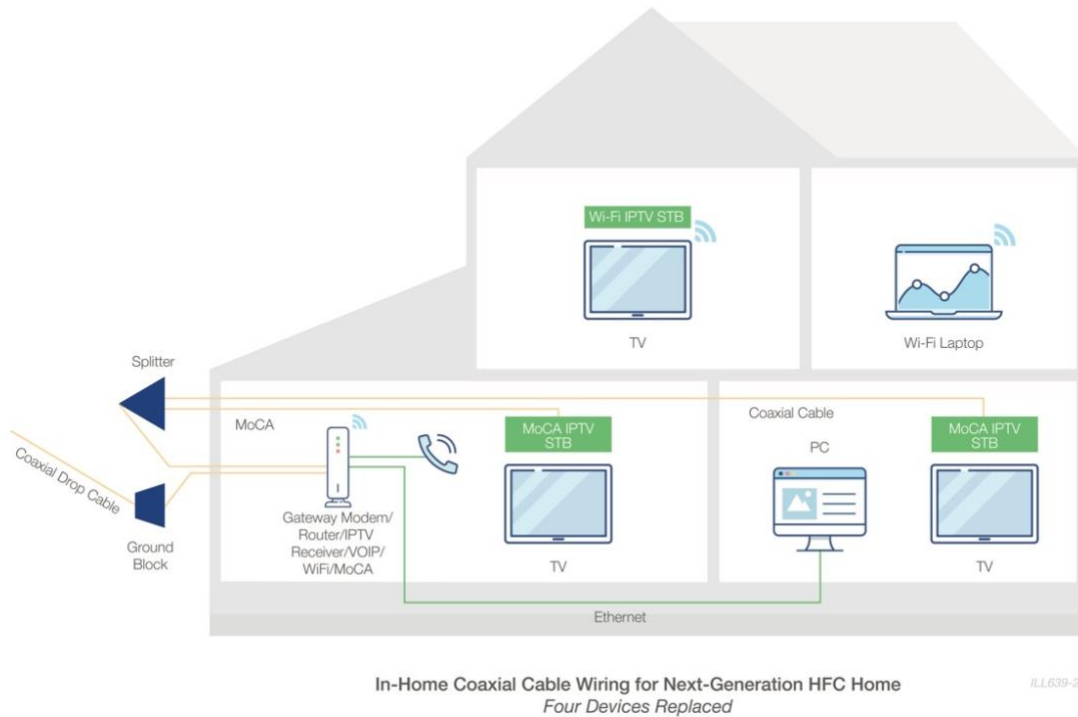 Wi-Fi IPTV STB
TV
Wi-Fi Laptop
Splitter
MoCA
MoCA IPTV
STB
Coaxial Cable
PC
MoCA IPTV
STB
Coaxial Drop Cable
Ground
Block
Gateway Modem/
Router/IPTV
Receiver/VOIP/
WiFi/MoCA
TV
TV
Ethernet
In-Home Coaxial Cable Wiring for Next-Generation HFC Home
Four Devices Replaced